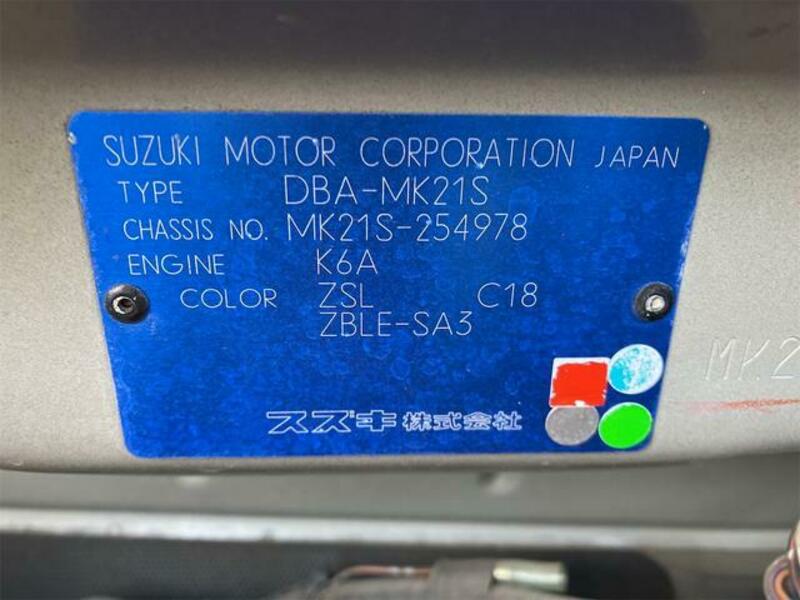 SUZUKI MOTOR CORPORATION JAPAN
TYPE DBA-MK21S
CHASSIS NO. MK21S-254978
ENGINE K6A
COLOR ZSL C18
ZBLE-SA3
MK2
スズキ株式会社